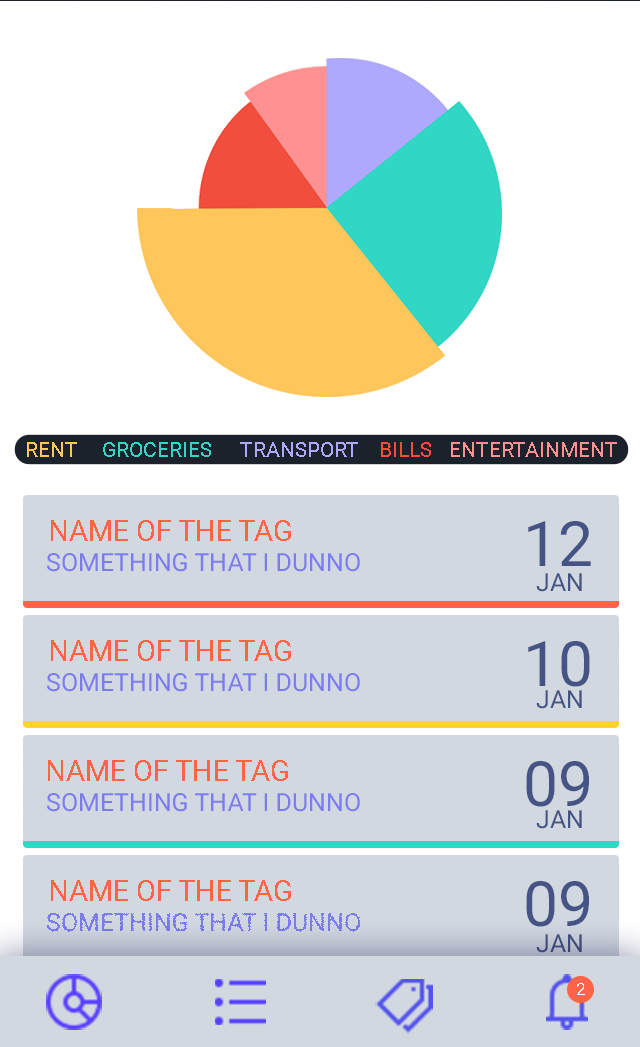 RENT GROCERIES TRANSPORT BILLS ENTERTAINMENT
NAME OF THE TAG
SOMETHING THAT I DUNNO
12
JAN
NAME OF THE TAG
SOMETHING THAT I DUNNO
10
JAN
NAME OF THE TAG
SOMETHING THAT I DUNNO
09
JAN
NAME OF THE TAG
SOMETHING THAT I DUNNO
09
JAN
2